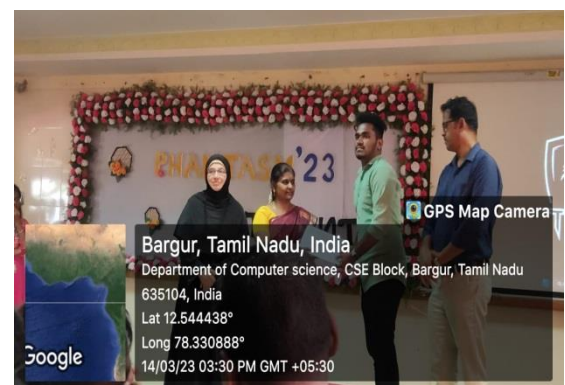 PHANTASM'23
GPS Map Camera
Bargur, Tamil Nadu, India
Department of Computer science, CSE Block, Bargur, Tamil Nadu
635104, India
Lat 12.544438°
Long 78.330888°
14/03/23 03:30 PM GMT +05:30
Google